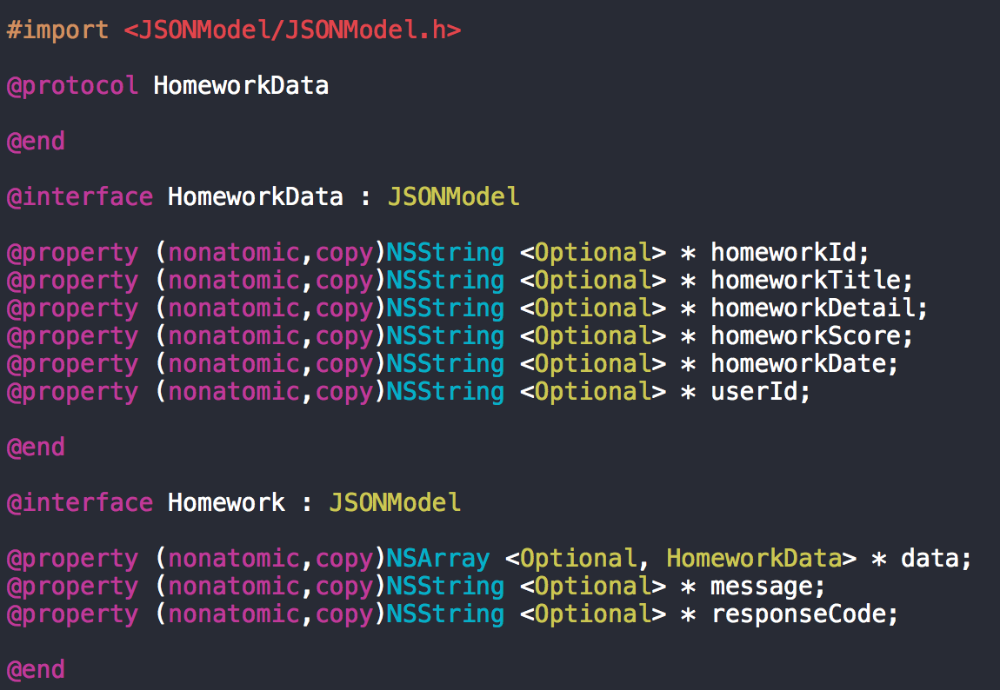 #import <JSONModel/JSONModel.h>
@protocol HomeworkData
@end
@interface HomeworkData : JSONModel
@property (nonatomic,copy)NSString <Optional> * homeworkId;
@property (nonatomic,copy)NSString <Optional> * homeworkTitle;
@property (nonatomic,copy)NSString <Optional> * homeworkDetail;
@property (nonatomic,copy)NSString <Optional> * homeworkScore;
@property (nonatomic,copy)NSString <Optional> * homeworkDate;
@property (nonatomic,copy)NSString <Optional> * userId;
@end
@interface Homework : JSONModel
@property (nonatomic,copy)NSArray <Optional, HomeworkData> * data;
@property (nonatomic,copy)NSString <Optional> * message;
@property (nonatomic,copy)NSString <Optional> * responseCode;
@end